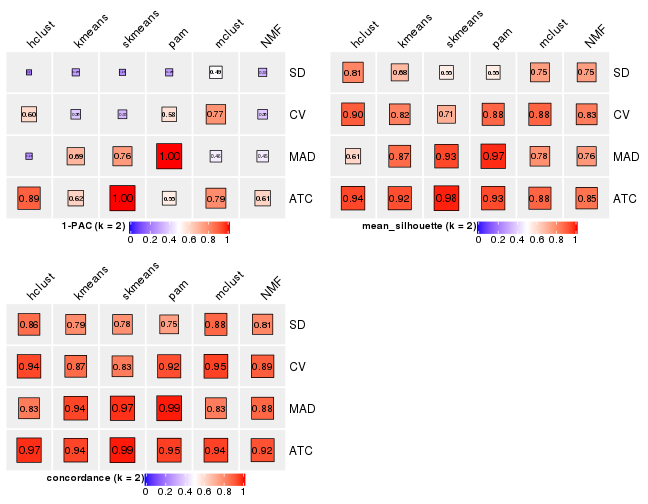 hclust kmeans skmeans pam mclust NMF
0.49 SD
0.60 0.58 0.77 CV
0.69 0.76 1.00 0.46 0.45 MAD
0.89 0.62 1.00 0.55 0.79 0.61 ATC
1-PAC (k = 2)
0 0.2 0.4 0.6 0.8 1
hclust kmeans skmeans pam mclust NMF
0.81 0.68 0.55 0.55 0.75 0.75 SD
0.90 0.82 0.71 0.88 0.88 0.83 CV
0.61 0.87 0.93 0.97 0.78 0.76 MAD
0.94 0.92 0.98 0.93 0.88 0.85 ATC
mean_silhouette (k = 2)
0 0.2 0.4 0.6 0.8 1
hclust kmeans skmeans pam mclust NMF
0.86 0.79 0.78 0.75 0.88 0.81 SD
0.94 0.87 0.83 0.92 0.95 0.89 CV
0.83 0.94 0.97 0.99 0.83 0.88 MAD
0.97 0.94 0.99 0.95 0.94 0.92 ATC
concordance (k = 2)
0 0.2 0.4 0.6 0.8 1